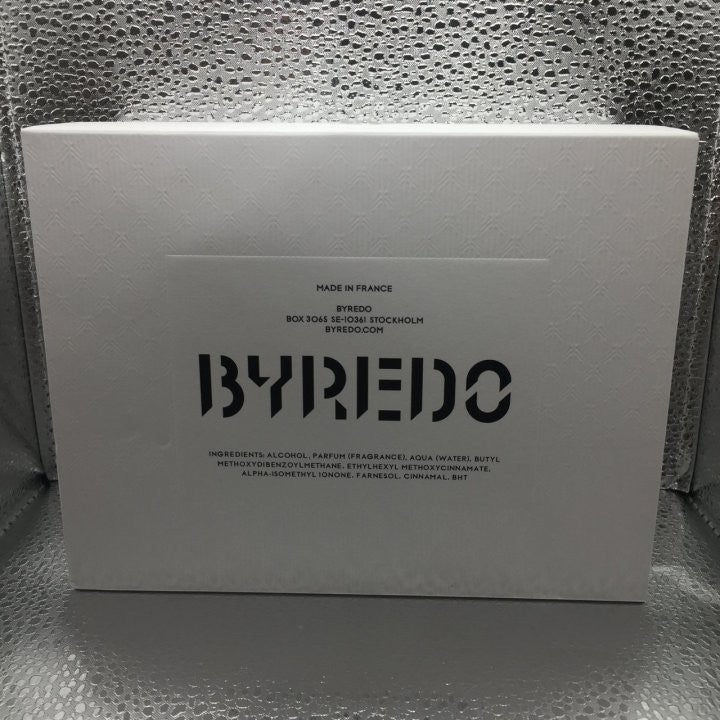 MADE IN FRANCE
BYREDO
BOX 3065 SE-10361 STOCKHOLM
BYREDO.COM
BYREDO
INGREDIENTS: ALCOHOL, PARFUM (FRAGRANCE), AQUA (WATER), BUTYL
METHOXYDIBENZOYLMETHANE, ETHYLHEXYL METHOXYCINNAMATE,
ALPHA-ISOMETHYL IONONE, FARNESOL, CINNAMAL, BHT